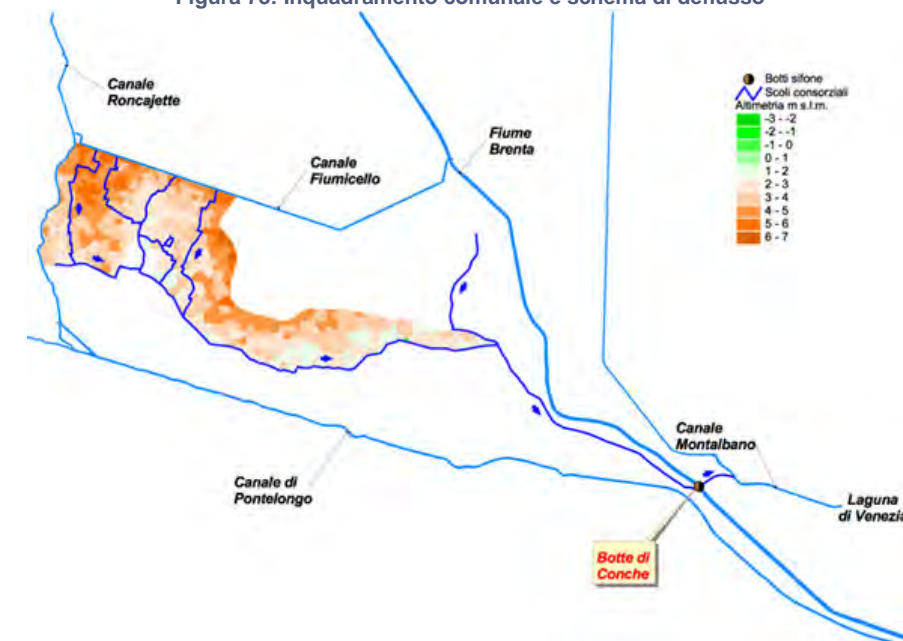 Figura 70: Inquadramento comunale e schema di deflusso
Canale
Roncajette
Canale
Fiumicello
Fiume
Brenta
Botti sifone
Scoli consorziali
Altimetria m s.l.m.
-3 - -2
-2 - -1
-1 - 0
0 - 1
1 - 2
2 - 3
3 - 4
4 - 5
5 - 6
6 - 7
Canale di
Pontelongo
Canale
Montalbano
Laguna
di Venezia
Botte di
Conche